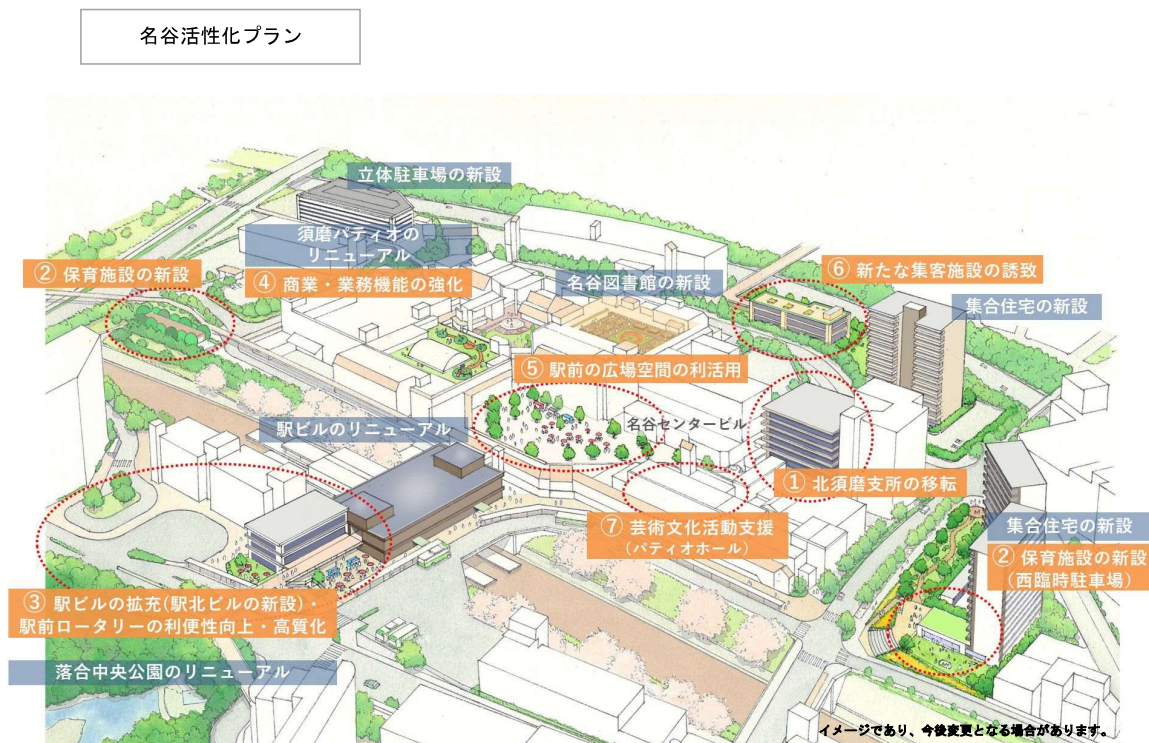 名谷活性化プラン
立体駐車場の新設
須磨パティオの
リニューアル
② 保育施設の新設
④ 商業・業務機能の強化
名谷図書館の新設
⑥ 新たな集客施設の誘致
集合住宅の新設
⑤ 駅前の広場空間の利活用
駅ビルのリニューアル
名谷センタービル
① 北須磨支所の移転
⑦ 芸術文化活動支援
(パティオホール)
集合住宅の新設
② 保育施設の新設
(西臨時駐車場)
③ 駅ビルの拡充(駅北ビルの新設)・
駅前ロータリーの利便性向上・高質化
落合中央公園のリニューアル
イメージであり、今後変更となる場合があります。